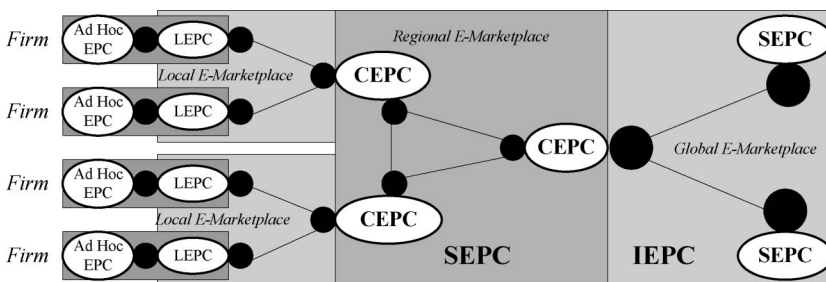 Firm
Ad Hoc
EPC
LEPC
Local E-Marketplace
Firm
Ad Hoc
EPC
LEPC
Firm
Ad Hoc
EPC
LEPC
Local E-Marketplace
Firm
Ad Hoc
EPC
LEPC
Regional E-Marketplace
CEPC
CEPC
CEPC
SEPC
SEPC
Global E-Marketplace
IEPC
SEPC